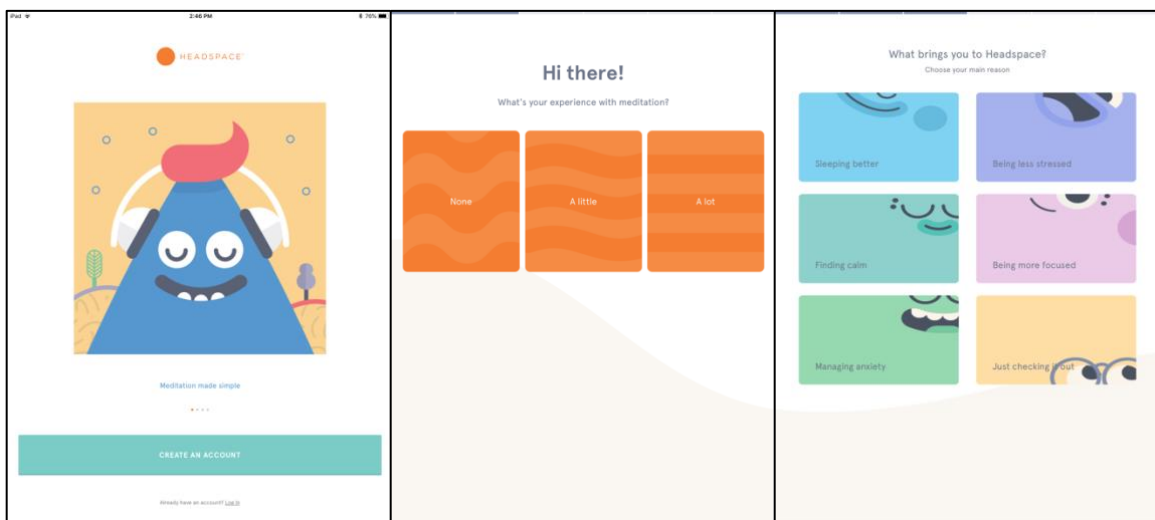 iPad
2:46 PM
76%
HEADSPACE
Meditation made simple
CREATE AN ACCOUNT
Already have an account? Log in
Hi there!
What's your experience with meditation?
None
A little
A lot
What brings you to Headspace?
Choose your main reason
Sleeping better
Being less stressed
Finding calm
Being more focused
Managing anxiety
Just checking it out